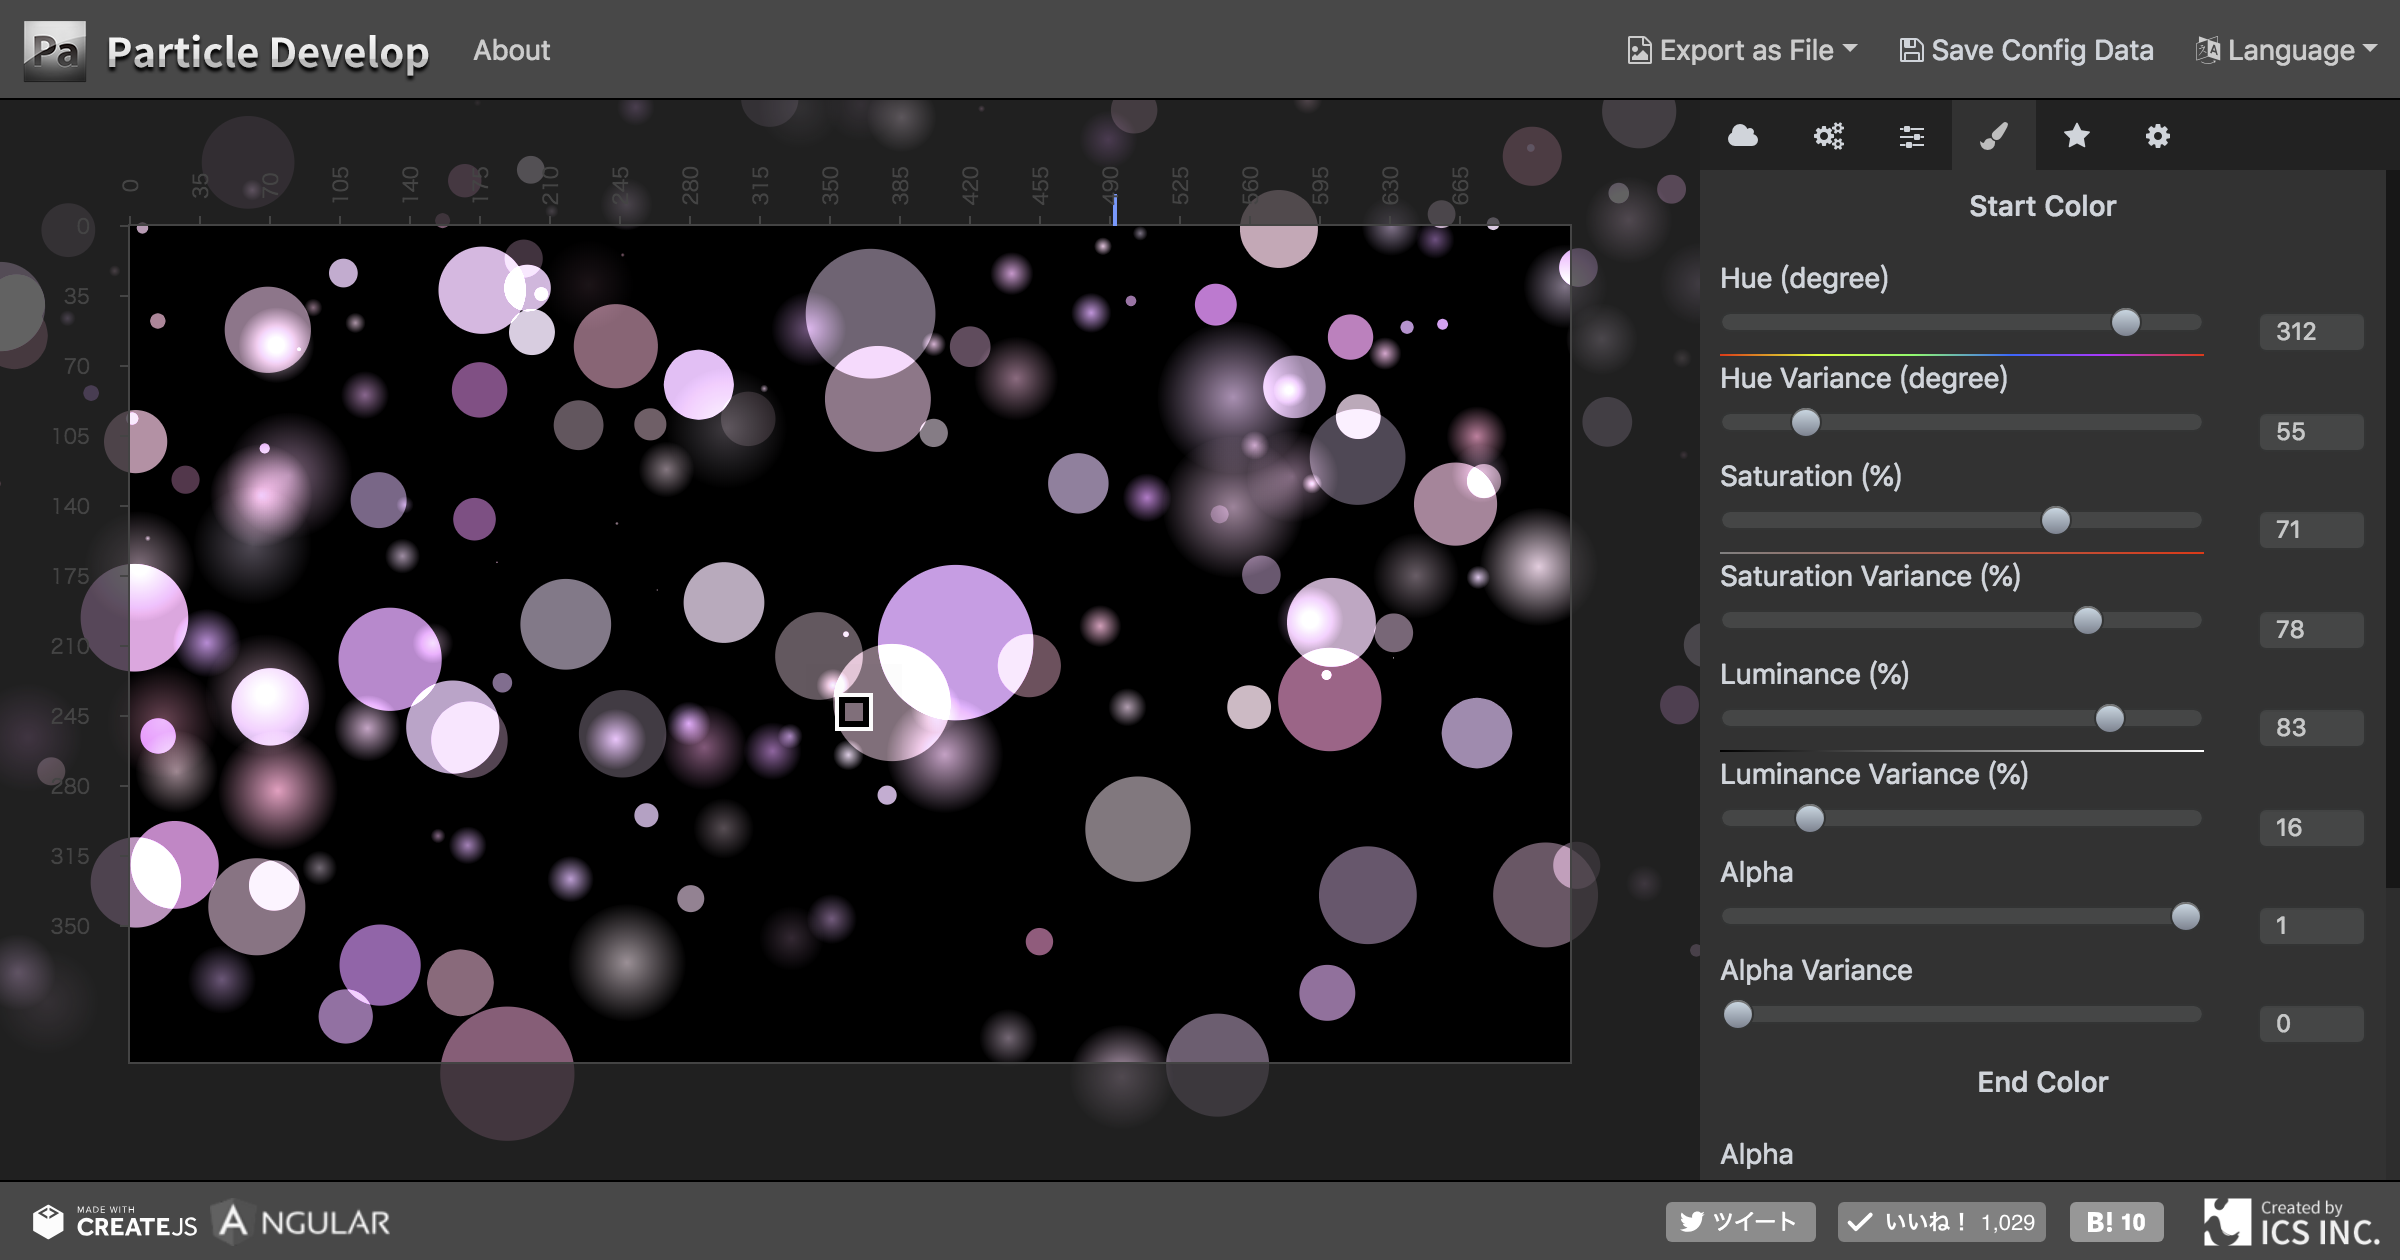 Pa Particle Develop About Export as File Save Config Data Language
0 35 70 105 140 175 210 245 280 315 350 385 420 455 490 525 560 595 630 665
0
35
70
105
140
175
210
245
280
315
350
Start Color
Hue (degree)
312
Hue Variance (degree)
55
Saturation (%)
71
Saturation Variance (%)
78
Luminance (%)
83
Luminance Variance (%)
16
Alpha
1
Alpha Variance
0
End Color
Alpha
MADE WITH
CREATEJS
ANGULAR
ツイート
いいね! 1,029
B! 10
Created by
ICS INC.